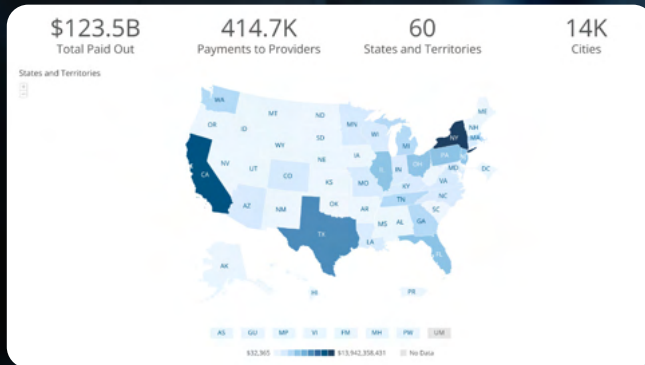 $123.5B
Total Paid Out
414.7K
Payments to Providers
60
States and Territories
14K
Cities
States and Territories
WA
OR
CA
NV
ID
MT
WY
UT
AZ
CO
NM
ND
SD
NE
KS
OK
TX
MN
IA
MO
AR
LA
WI
IL
MI
IN
OH
KY
TN
MS
AL
GA
FL
SC
NC
VA
MD
PA
NY
ME
NH
MA
DC
AK
HI
PR
AS
GU
MP
VI
FM
MH
PW
UM
$32,365
$13,942,358,431
No Data